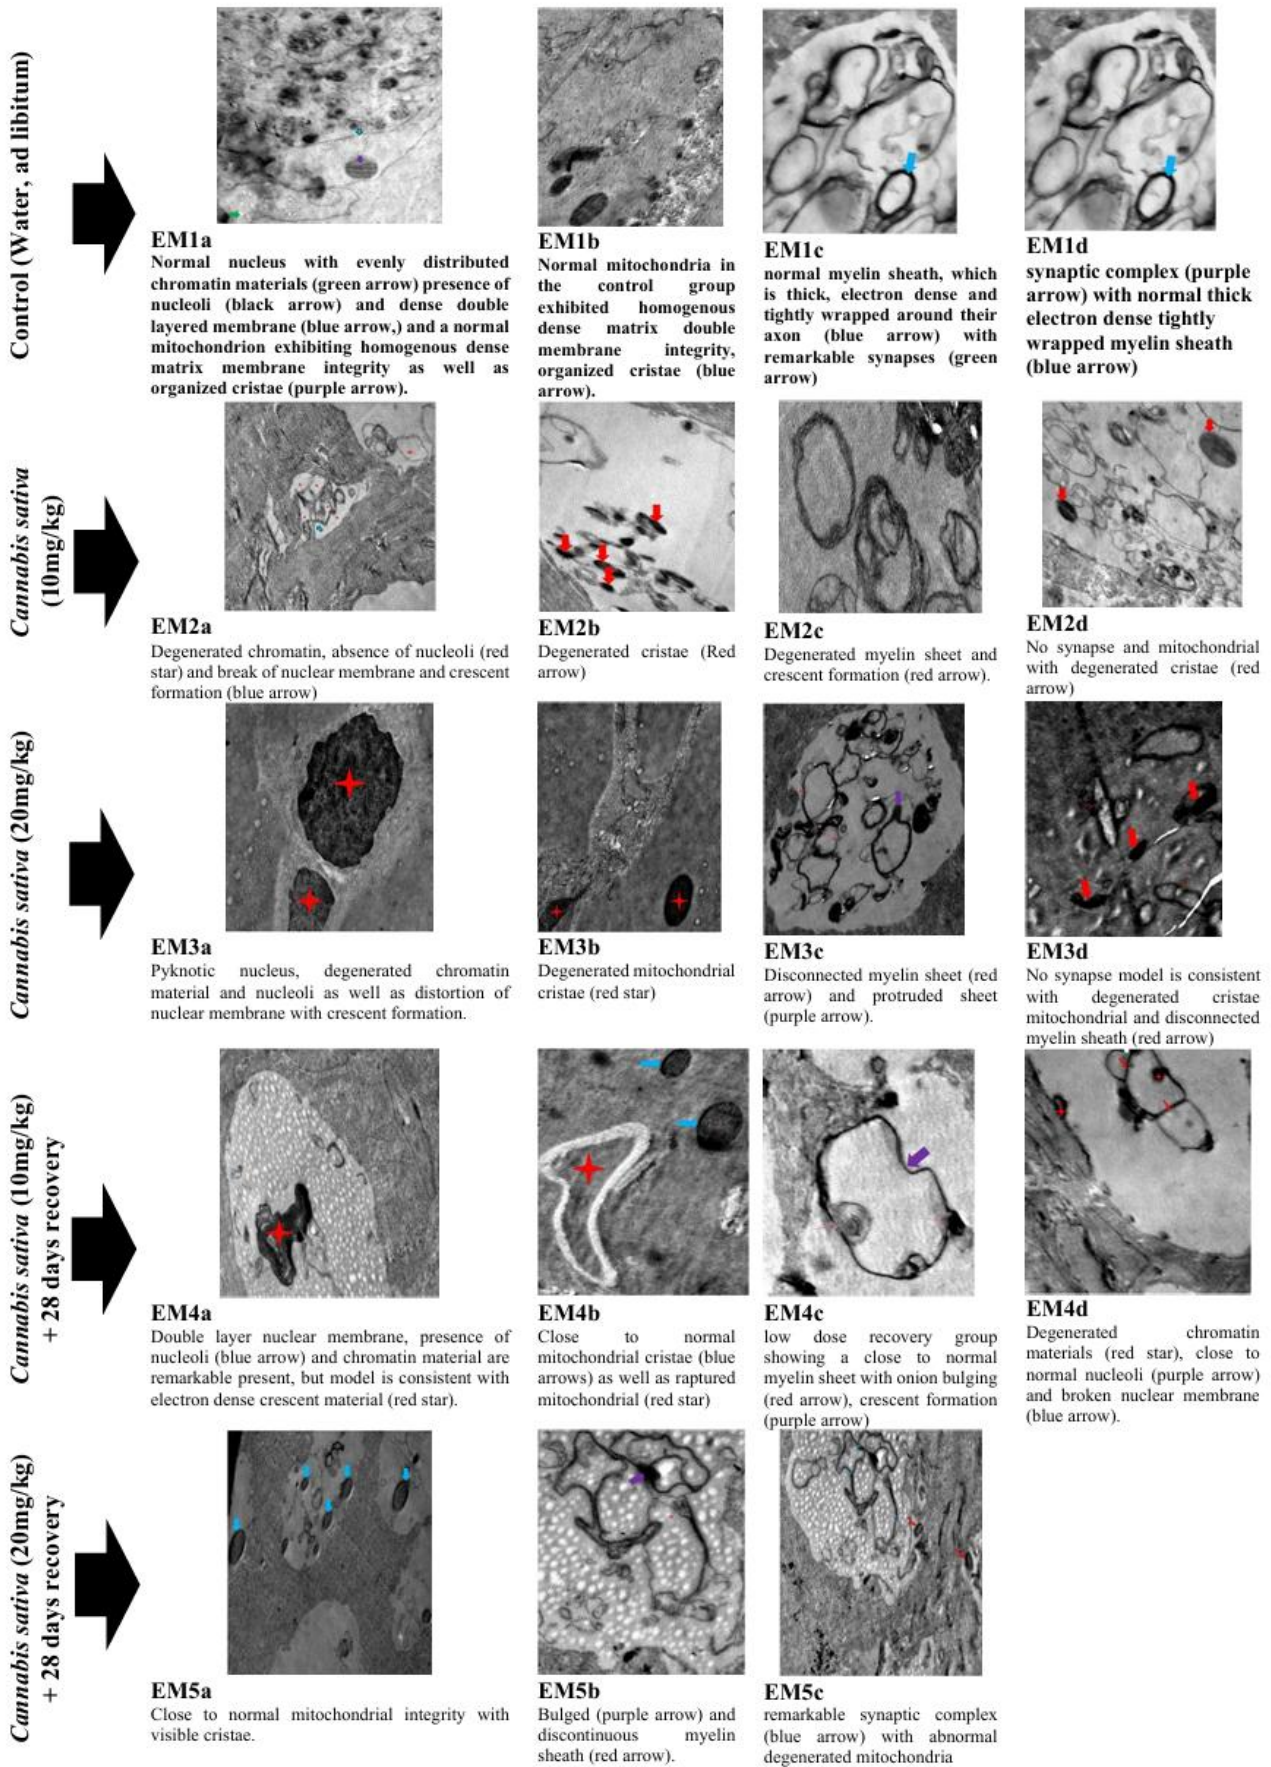 Control (Water, ad libitum)
EM1a
Normal nucleus with evenly distributed
chromatin materials (green arrow) presence of
nucleoli (black arrow) and dense double
layered membrane (blue arrow,) and a normal
mitochondrion exhibiting homogenous dense
matrix membrane integrity as well as
organized cristae (purple arrow).
EM1b
Normal mitochondria in
the control group
exhibited homogenous
dense matrix double
membrane integrity,
organized cristae (blue
arrow).
EM1c
normal myelin sheath, which
is thick, electron dense and
tightly wrapped around their
axon (blue arrow) with
remarkable synapses (green
arrow)
EM1d
synaptic complex (purple
arrow) with normal thick
electron dense tightly
wrapped myelin sheath
(blue arrow)
Cannabis sativa
(10mg/kg)
EM2a
Degenerated chromatin, absence of nucleoli (red
star) and break of nuclear membrane and crescent
formation (blue arrow)
EM2b
Degenerated cristae (Red
arrow)
EM2c
Degenerated myelin sheet and
crescent formation (red arrow).
EM2d
No synapse and mitochondrial
with degenerated cristae (red
arrow)
Cannabis sativa (20mg/kg)
EM3a
Pyknotic nucleus, degenerated chromatin
material and nucleoli as well as distortion of
nuclear membrane with crescent formation.
EM3b
Degenerated mitochondrial
cristae (red star)
EM3c
Disconnected myelin sheet (red
arrow) and protruded sheet
(purple arrow).
EM3d
No synapse model is consistent
with degenerated cristae
mitochondrial and disconnected
myelin sheath (red arrow)
Cannabis sativa (10mg/kg)
+ 28 days recovery
EM4a
Double layer nuclear membrane, presence of
nucleoli (blue arrow) and chromatin material are
remarkable present, but model is consistent with
electron dense crescent material (red star).
EM4b
Close to normal
mitochondrial cristae (blue
arrows) as well as raptured
mitochondrial (red star)
EM4c
low dose recovery group
showing a close to normal
myelin sheet with onion bulging
(red arrow), crescent formation
(purple arrow)
EM4d
Degenerated chromatin
materials (red star), close to
normal nucleoli (purple arrow)
and broken nuclear membrane
(blue arrow).
Cannabis sativa (20mg/kg)
+ 28 days recovery
EM5a
Close to normal mitochondrial integrity with
visible cristae.
EM5b
Bulged (purple arrow) and
discontinuous myelin
sheath (red arrow).
EM5c
remarkable synaptic complex
(blue arrow) with abnormal
degenerated mitochondria